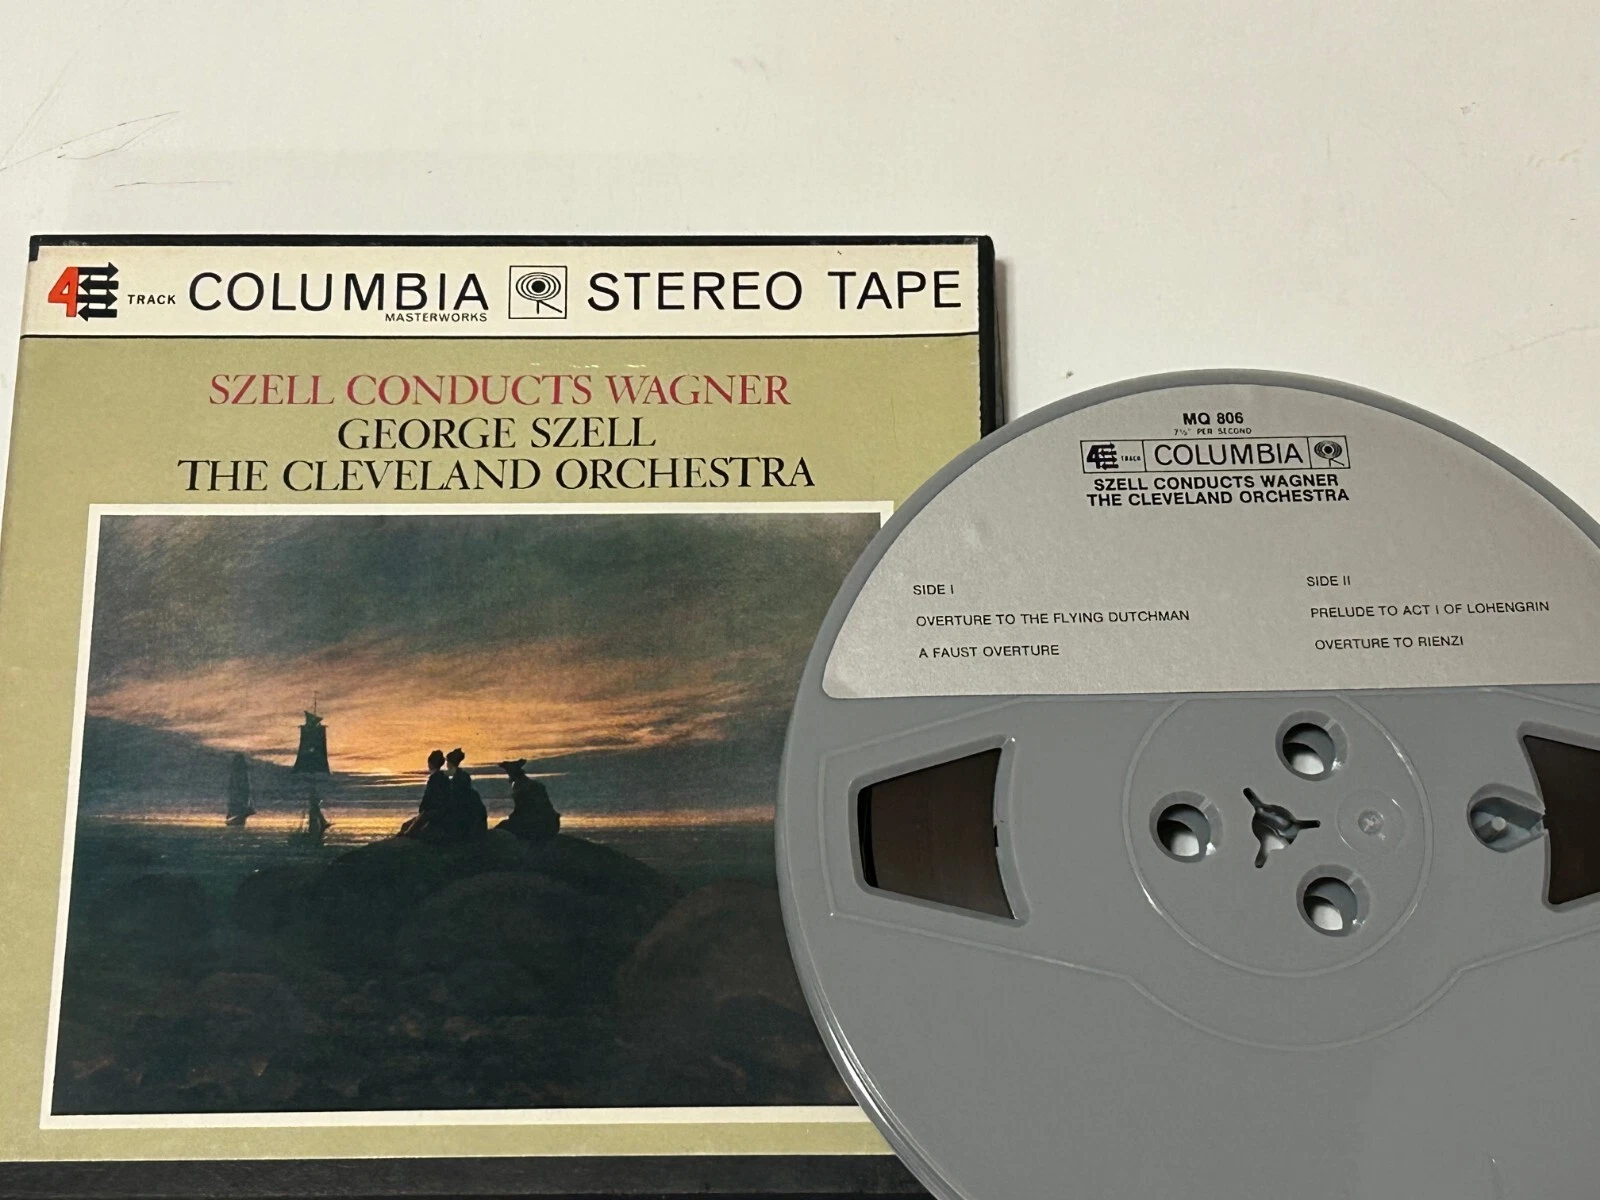 4 TRACK COLUMBIA STEREO TAPE
MASTERWORKS
SZELL CONDUCTS WAGNER
GEORGE SZELL
THE CLEVELAND ORCHESTRA
MQ 806
7½" PER SECOND
4 TRACK COLUMBIA
SZELL CONDUCTS WAGNER
THE CLEVELAND ORCHESTRA
SIDE I
OVERTURE TO THE FLYING DUTCHMAN
A FAUST OVERTURE
SIDE II
PRELUDE TO ACT I OF LOHENGRIN
OVERTURE TO RIENZI